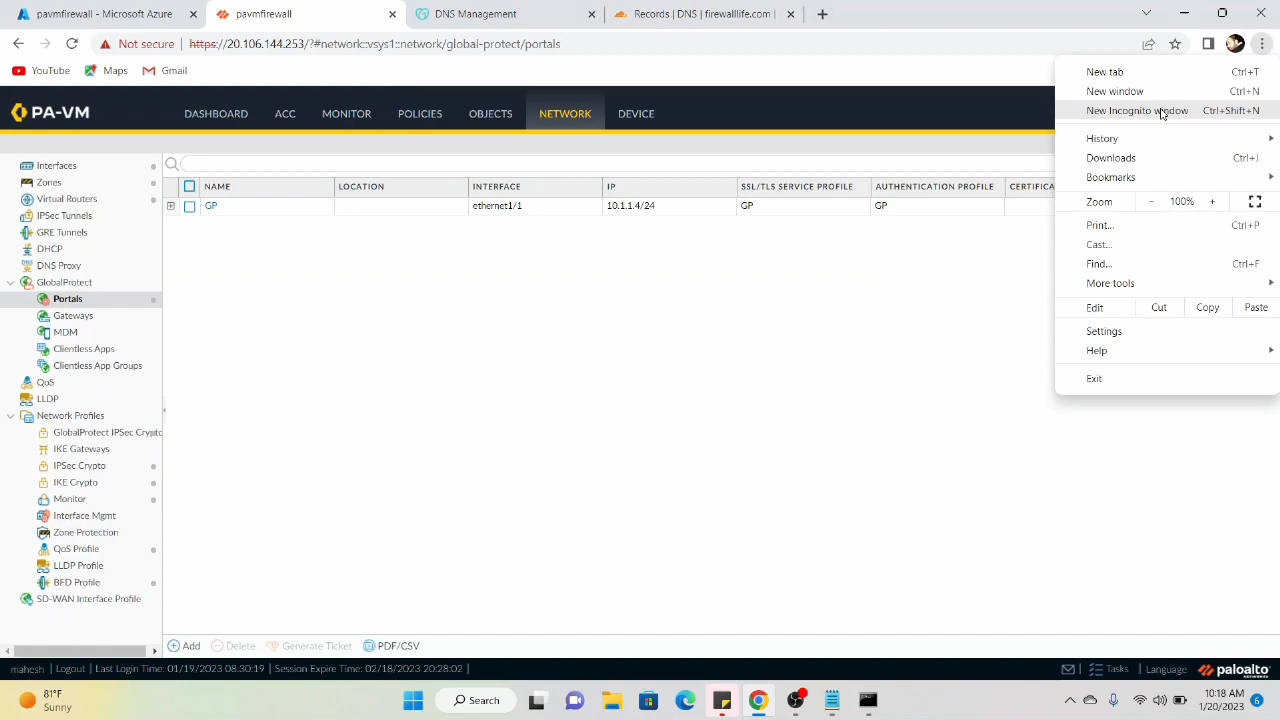 pavmfirewall - Microsoft Azure
pavmfirewall
DNS Management
Records | DNS | firewalllife.com |
Not secure
https://20.106.144.253/?#network:vsys1::network/global-protect/portals
YouTube
Maps
Gmail
New tab Ctrl+T
New window Ctrl+N
New Incognito window Ctrl+Shift+N
History
Downloads Ctrl+J
Bookmarks
Zoom − 100% +
Print... Ctrl+P
Cast...
Find... Ctrl+F
More tools
Edit Cut Copy Paste
Settings
Help
Exit
PA-VM
DASHBOARD ACC MONITOR POLICIES OBJECTS NETWORK DEVICE
Interfaces
Zones
Virtual Routers
IPSec Tunnels
GRE Tunnels
DHCP
DNS Proxy
GlobalProtect
Portals
Gateways
MDM
Clientless Apps
Clientless App Groups
QoS
LLDP
Network Profiles
GlobalProtect IPSec Crypto
IKE Gateways
IPSec Crypto
IKE Crypto
Monitor
Interface Mgmt
Zone Protection
QoS Profile
LLDP Profile
BFD Profile
SD-WAN Interface Profile
NAME LOCATION INTERFACE IP SSL/TLS SERVICE PROFILE AUTHENTICATION PROFILE CERTIFICA
GP ethernet1/1 10.1.1.4/24 GP GP
Add Delete Generate Ticket PDF/CSV
mahesh | Logout | Last Login Time: 01/19/2023 08:30:19 | Session Expire Time: 02/18/2023 20:28:02 |
Tasks | Language
paloalto
NETWORKS
81°F
Sunny
Search
10:18 AM
1/20/2023
6